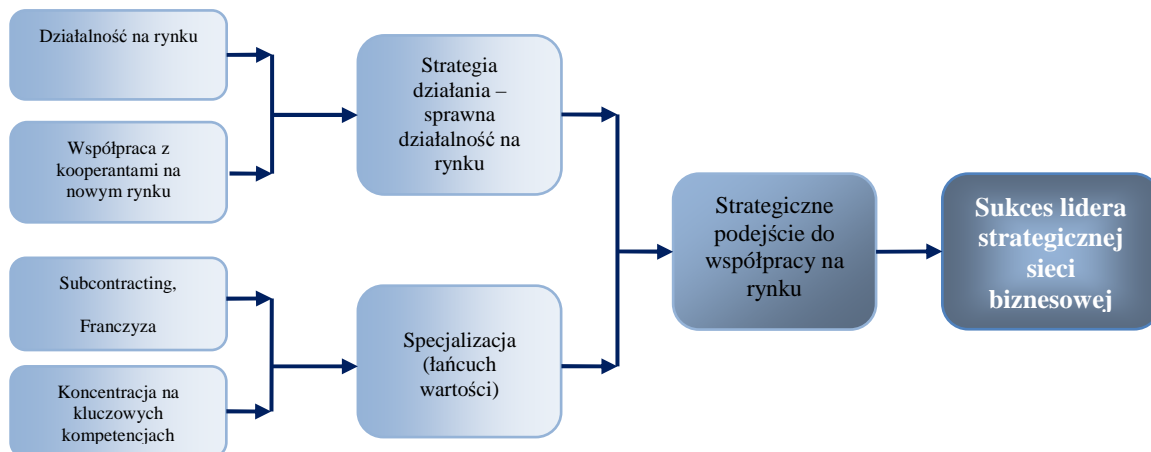 Działalność na rynku
Współpraca z
kooperantami na
nowym rynku
Subcontracting,
Franczyza
Koncentracja na
kluczowych
kompetencjach
Strategia
działania –
sprawna
działalność na
rynku
Specjalizacja
(łańcuch
wartości)
Strategiczne
podejście do
współpracy na
rynku
Sukces lidera
strategicznej
sieci
biznesowej